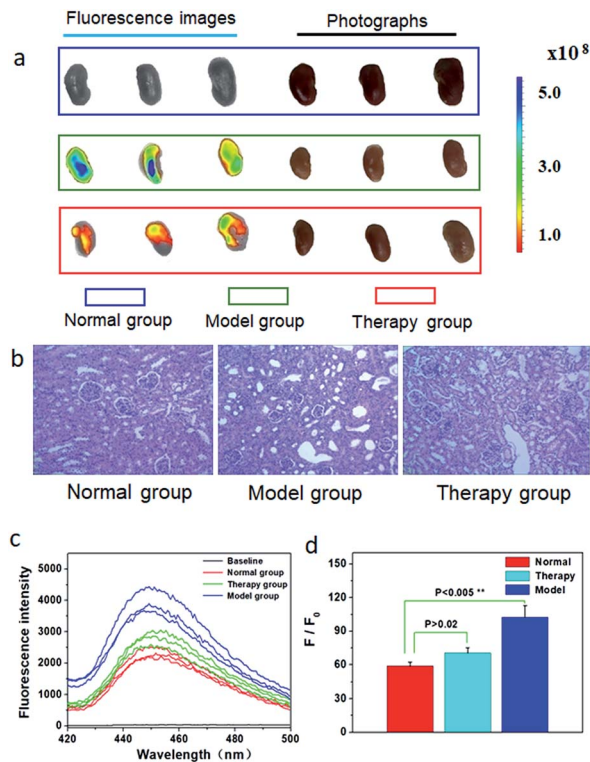 Fluorescence images Photographs
a
x10⁸
5.0
3.0
1.0
Normal group Model group Therapy group
b
Normal group Model group Therapy group
c
Fluorescence intensity
5000
4000
3000
2000
1000
0
420 440 460 480 500
Wavelength (nm)
Baseline
Normal group
Therapy group
Model group
d
F / F₀
150
120
90
60
30
0
Normal
Therapy
Model
P<0.005 **
P>0.02